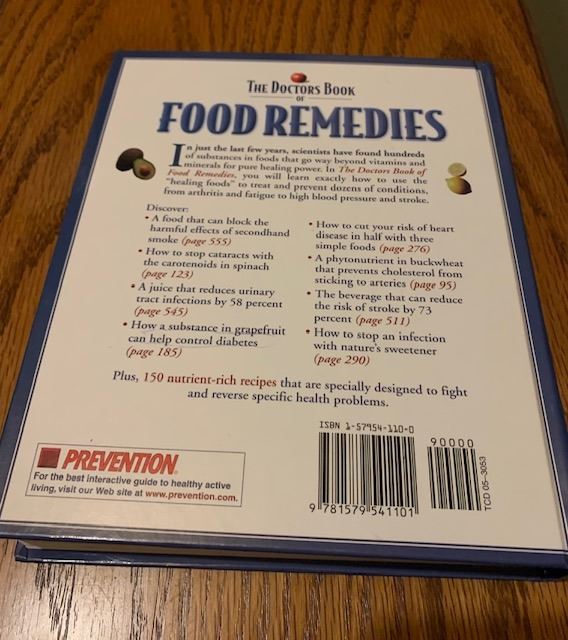 THE DOCTORS BOOK
OF
FOOD REMEDIES
In just the last few years, scientists have found hundreds
of substances in foods that go way beyond vitamins and
minerals for pure healing power. In The Doctors Book of
Food Remedies, you will learn exactly how to use the
"healing foods" to treat and prevent dozens of conditions,
from arthritis and fatigue to high blood pressure and stroke.
Discover:
• A food that can block the
harmful effects of secondhand
smoke (page 555)
• How to stop cataracts with
the carotenoids in spinach
(page 123)
• A juice that reduces urinary
tract infections by 58 percent
(page 545)
• How a substance in grapefruit
can help control diabetes
(page 185)
• How to cut your risk of heart
disease in half with three
simple foods (page 276)
• A phytonutrient in buckwheat
that prevents cholesterol from
sticking to arteries (page 95)
• The beverage that can reduce
the risk of stroke by 73
percent (page 511)
• How to stop an infection
with nature's sweetener
(page 290)
Plus, 150 nutrient-rich recipes that are specially designed to fight
and reverse specific health problems.
PREVENTION
For the best interactive guide to healthy active
living, visit our Web site at www.prevention.com.
ISBN 1-57954-110-0
90000
9 781579 541101
TCD 05-3053